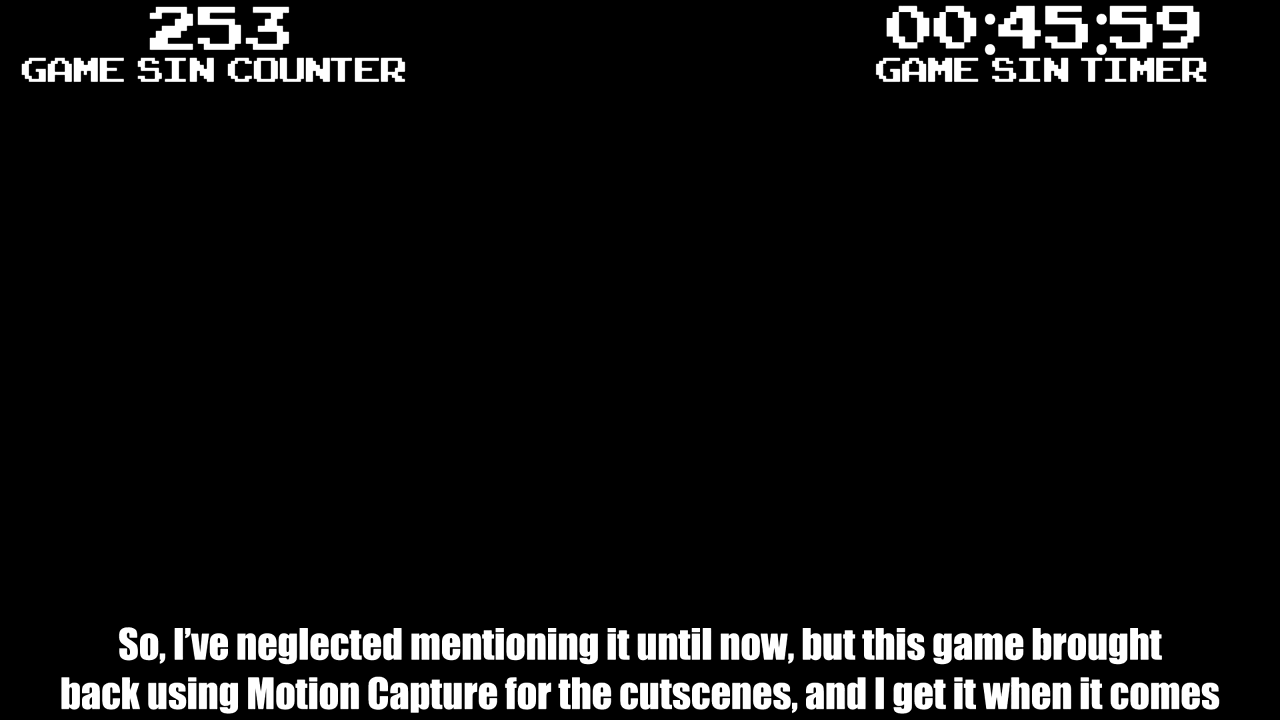 253
GAME SIN COUNTER
00:45:59
GAME SIN TIMER
So, I’ve neglected mentioning it until now, but this game brought
back using Motion Capture for the cutscenes, and I get it when it comes